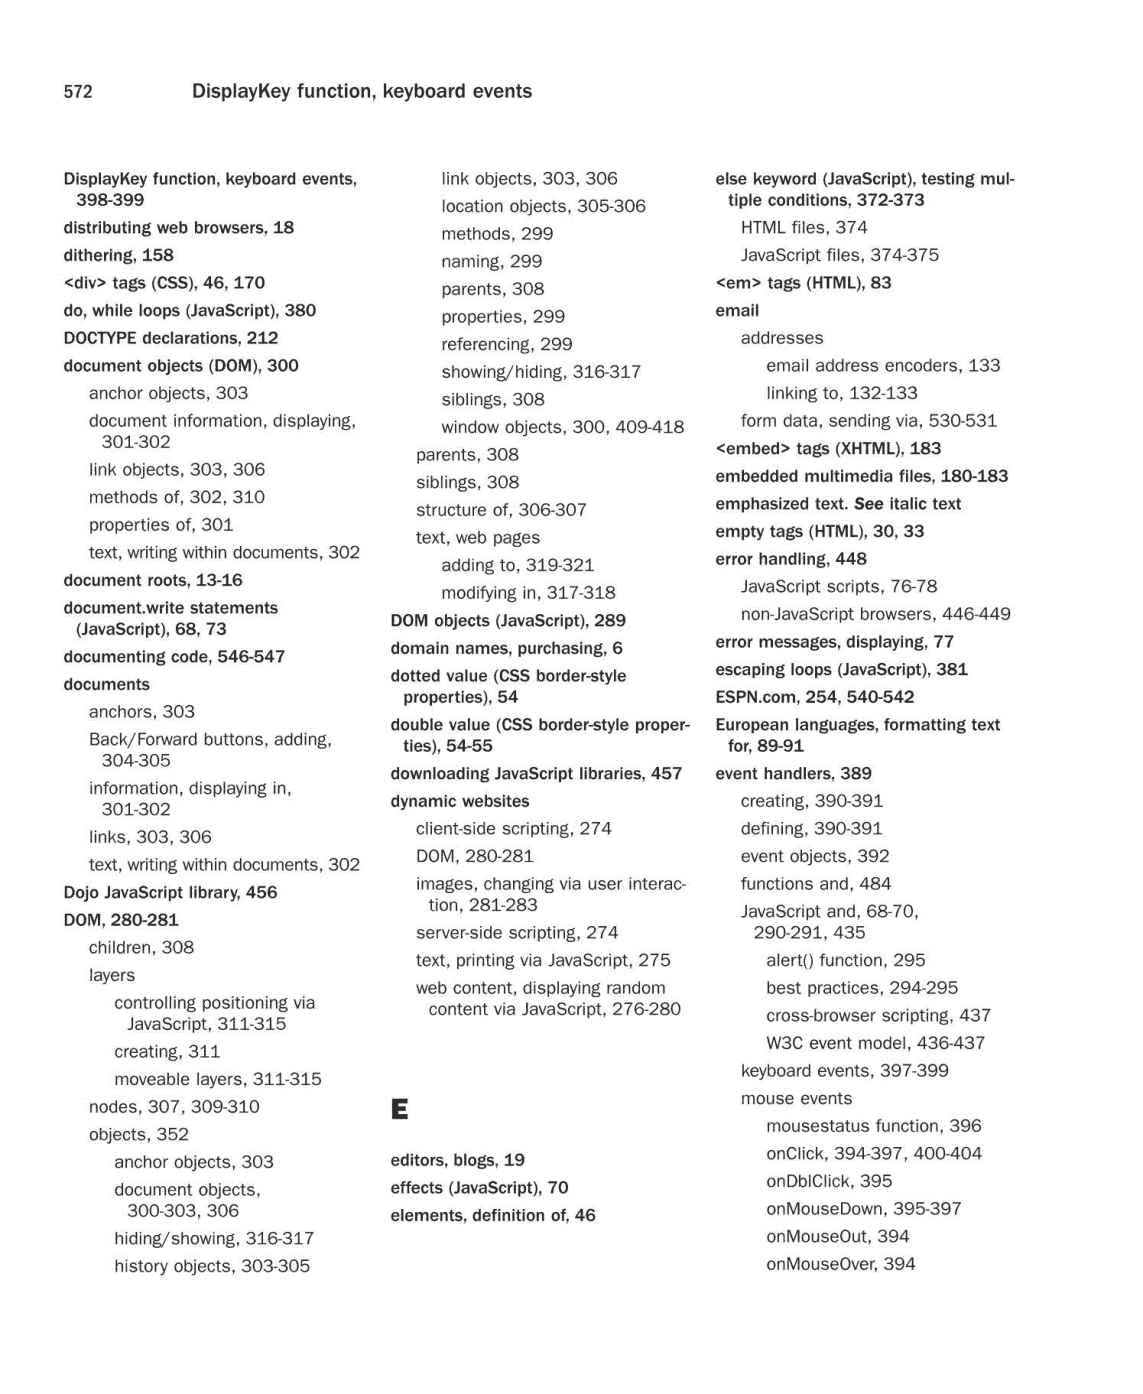 572 DisplayKey function, keyboard events
DisplayKey function, keyboard events,
398-399
distributing web browsers, 18
dithering, 158
<div> tags (CSS), 46, 170
do, while loops (JavaScript), 380
DOCTYPE declarations, 212
document objects (DOM), 300
anchor objects, 303
document information, displaying,
301-302
link objects, 303, 306
methods of, 302, 310
properties of, 301
text, writing within documents, 302
document roots, 13-16
document.write statements
(JavaScript), 68, 73
documenting code, 546-547
documents
anchors, 303
Back/Forward buttons, adding,
304-305
information, displaying in,
301-302
links, 303, 306
text, writing within documents, 302
Dojo JavaScript library, 456
DOM, 280-281
children, 308
layers
controlling positioning via
JavaScript, 311-315
creating, 311
moveable layers, 311-315
nodes, 307, 309-310
objects, 352
anchor objects, 303
document objects,
300-303, 306
hiding/showing, 316-317
history objects, 303-305
link objects, 303, 306
location objects, 305-306
methods, 299
naming, 299
parents, 308
properties, 299
referencing, 299
showing/hiding, 316-317
siblings, 308
window objects, 300, 409-418
parents, 308
siblings, 308
structure of, 306-307
text, web pages
adding to, 319-321
modifying in, 317-318
DOM objects (JavaScript), 289
domain names, purchasing, 6
dotted value (CSS border-style
properties), 54
double value (CSS border-style proper-
ties), 54-55
downloading JavaScript libraries, 457
dynamic websites
client-side scripting, 274
DOM, 280-281
images, changing via user interac-
tion, 281-283
server-side scripting, 274
text, printing via JavaScript, 275
web content, displaying random
content via JavaScript, 276-280
E
editors, blogs, 19
effects (JavaScript), 70
elements, definition of, 46
else keyword (JavaScript), testing mul-
tiple conditions, 372-373
HTML files, 374
JavaScript files, 374-375
<em> tags (HTML), 83
email
addresses
email address encoders, 133
linking to, 132-133
form data, sending via, 530-531
<embed> tags (XHTML), 183
embedded multimedia files, 180-183
emphasized text. See italic text
empty tags (HTML), 30, 33
error handling, 448
JavaScript scripts, 76-78
non-JavaScript browsers, 446-449
error messages, displaying, 77
escaping loops (JavaScript), 381
ESPN.com, 254, 540-542
European languages, formatting text
for, 89-91
event handlers, 389
creating, 390-391
defining, 390-391
event objects, 392
functions and, 484
JavaScript and, 68-70,
290-291, 435
alert() function, 295
best practices, 294-295
cross-browser scripting, 437
W3C event model, 436-437
keyboard events, 397-399
mouse events
mousestatus function, 396
onClick, 394-397, 400-404
onDblClick, 395
onMouseDown, 395-397
onMouseOut, 394
onMouseOver, 394